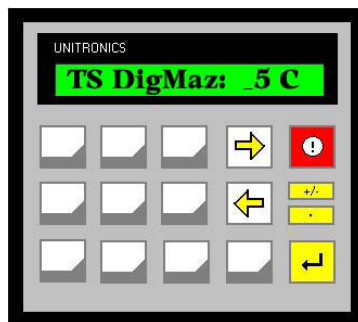 UNITRONICS
TS DigMaz: _5 C
+/-
.